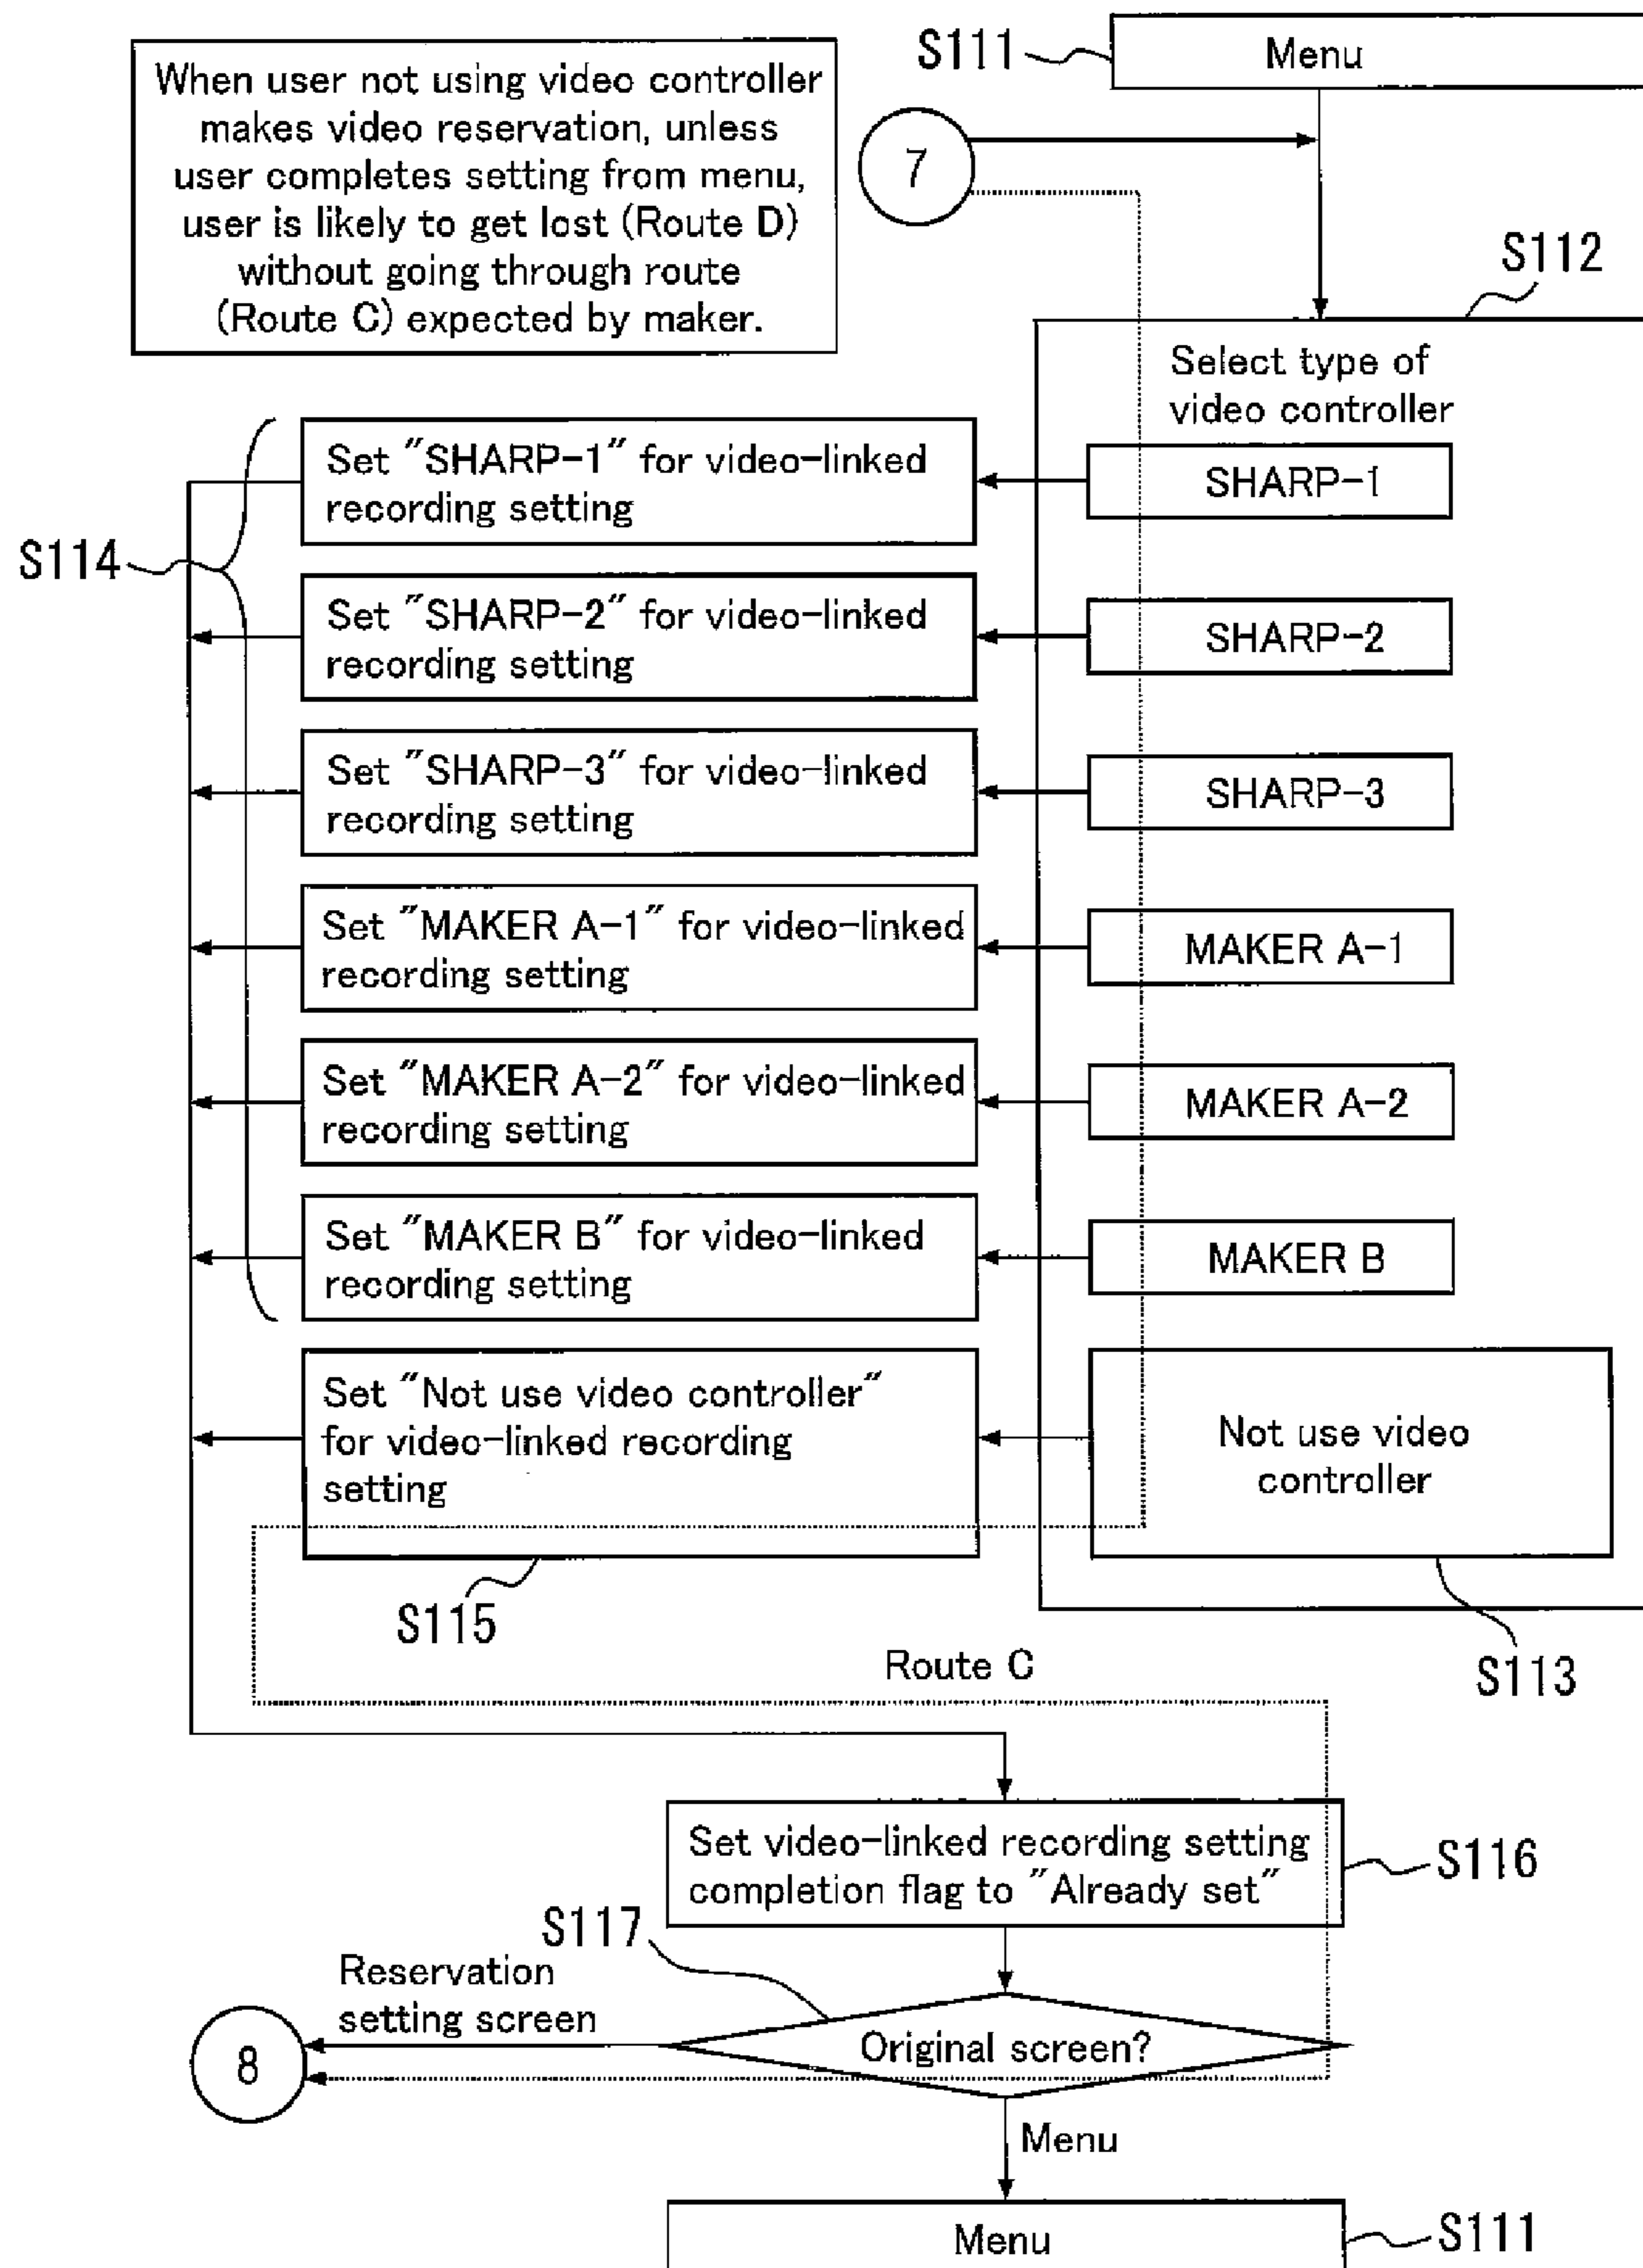 When user not using video controller
makes video reservation, unless
user completes setting from menu,
user is likely to get lost (Route D)
without going through route
(Route C) expected by maker.
S111
Menu
7
S112
Select type of
video controller
S114
Set "SHARP-1" for video-linked
recording setting
SHARP-1
Set "SHARP-2" for video-linked
recording setting
SHARP-2
Set "SHARP-3" for video-linked
recording setting
SHARP-3
Set "MAKER A-1" for video-linked
recording setting
MAKER A-1
Set "MAKER A-2" for video-linked
recording setting
MAKER A-2
Set "MAKER B" for video-linked
recording setting
MAKER B
Set "Not use video controller"
for video-linked recording
setting
Not use video
controller
S115
S113
Route C
Set video-linked recording setting
completion flag to "Already set"
S116
S117
Reservation
setting screen
8
Original screen?
Menu
Menu
S111